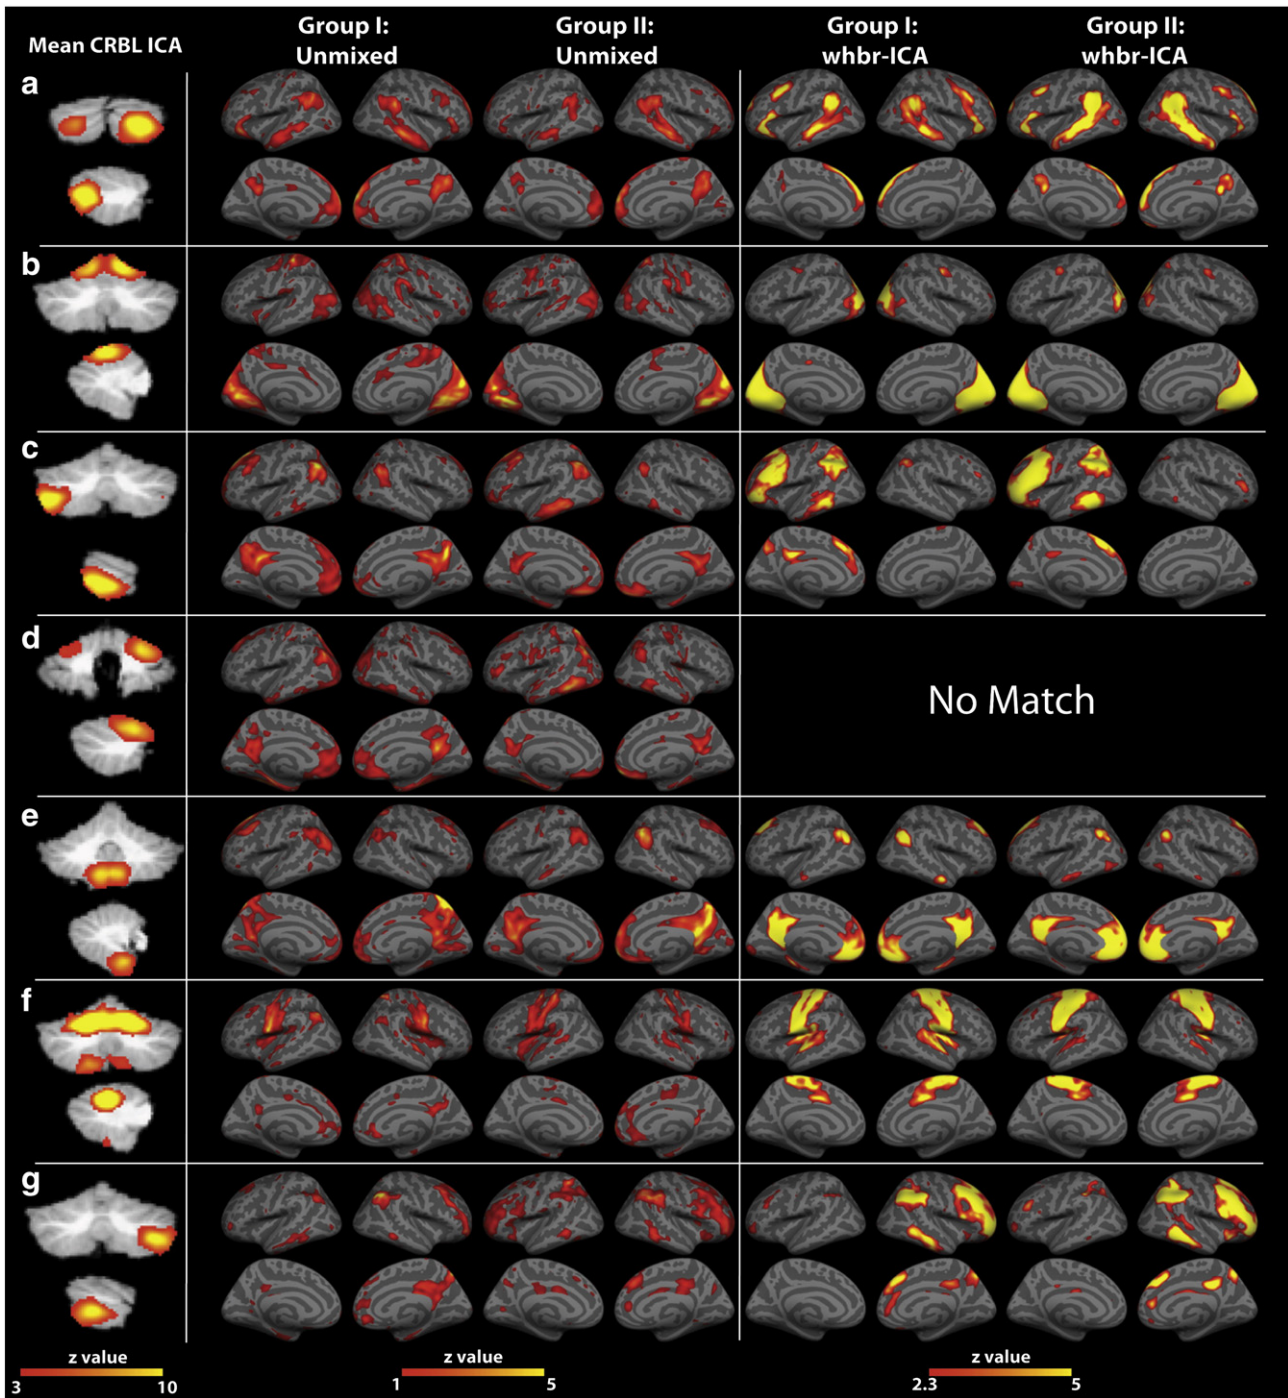 Mean CRBL ICA
Group I:
Unmixed
Group II:
Unmixed
Group I:
whbr-ICA
Group II:
whbr-ICA
a
b
c
d
No Match
e
f
g
z value
3
10
z value
1
5
z value
2.3
5